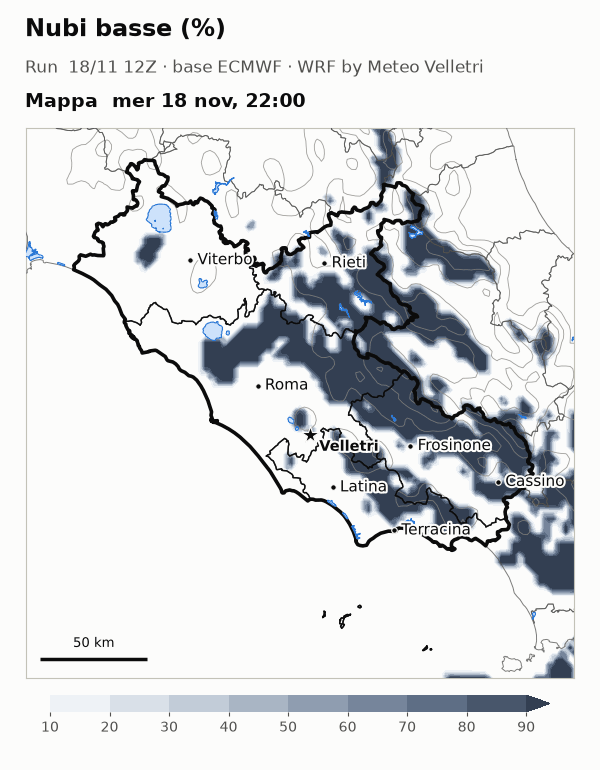 Nubi basse (%)
Run 18/11 12Z · base ECMWF · WRF by Meteo Velletri
Mappa mer 18 nov, 22:00
Viterbo
Rieti
Roma
Velletri
Frosinone
Cassino
Latina
Terracina
50 km
10 20 30 40 50 60 70 80 90